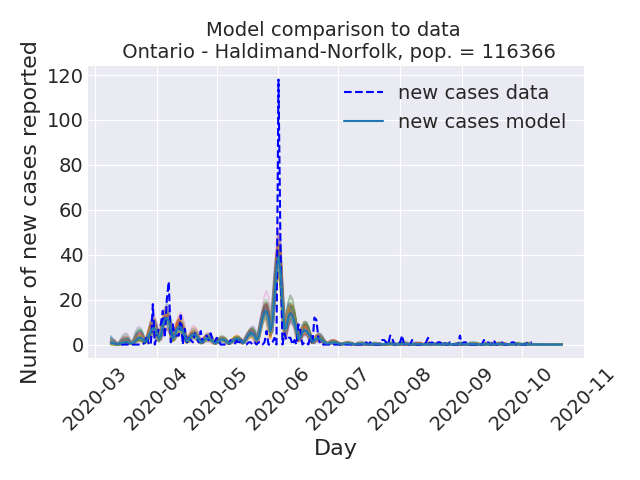 Model comparison to data
Ontario - Haldimand-Norfolk, pop. = 116366
Number of new cases reported
120
100
80
60
40
20
0
new cases data
new cases model
2020-03
2020-04
2020-05
2020-06
2020-07
2020-08
2020-09
2020-10
2020-11
Day